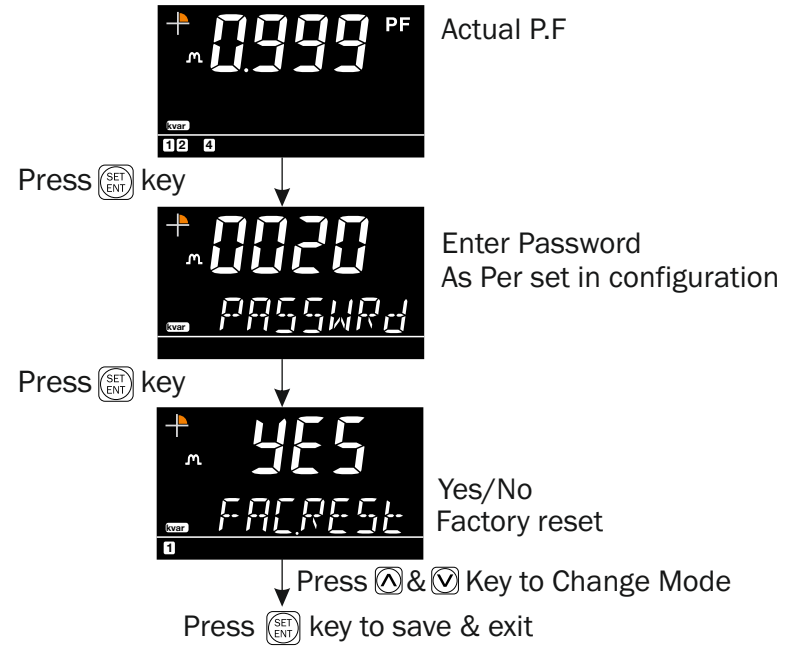 0.999 PF
Actual P.F
kvar
1 2 4
Press SET ENT key
0020
Enter Password
As Per set in configuration
kvar PASSWRd
Press SET ENT key
YES
Yes/No
kvar FAC.RESt
Factory reset
1
Press & Key to Change Mode
Press SET ENT key to save & exit